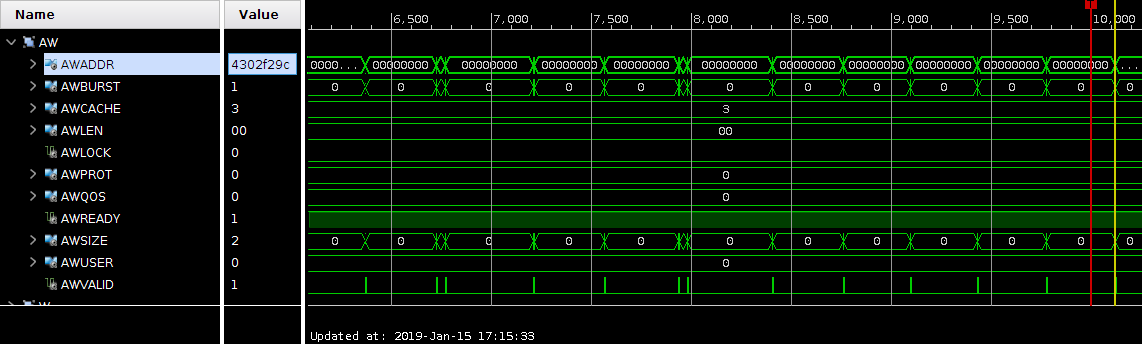 Name Value
6,500 7,000 7,500 8,000 8,500 9,000 9,500 10,000
AW
AWADDR 4302f29c 0000... 00000000 00000000 00000000 00000000 00000000 00000000 00000000 00000000 00000000 ...
AWBURST 1 0 0 0 0 0 0 0 0 0 0 0
AWCACHE 3 3
AWLEN 00 00
AWLOCK 0
AWPROT 0 0
AWQOS 0 0
AWREADY 1
AWSIZE 2 0 0 0 0 0 0 0 0 0 0 0
AWUSER 0 0
AWVALID 1
Updated at: 2019-Jan-15 17:15:33